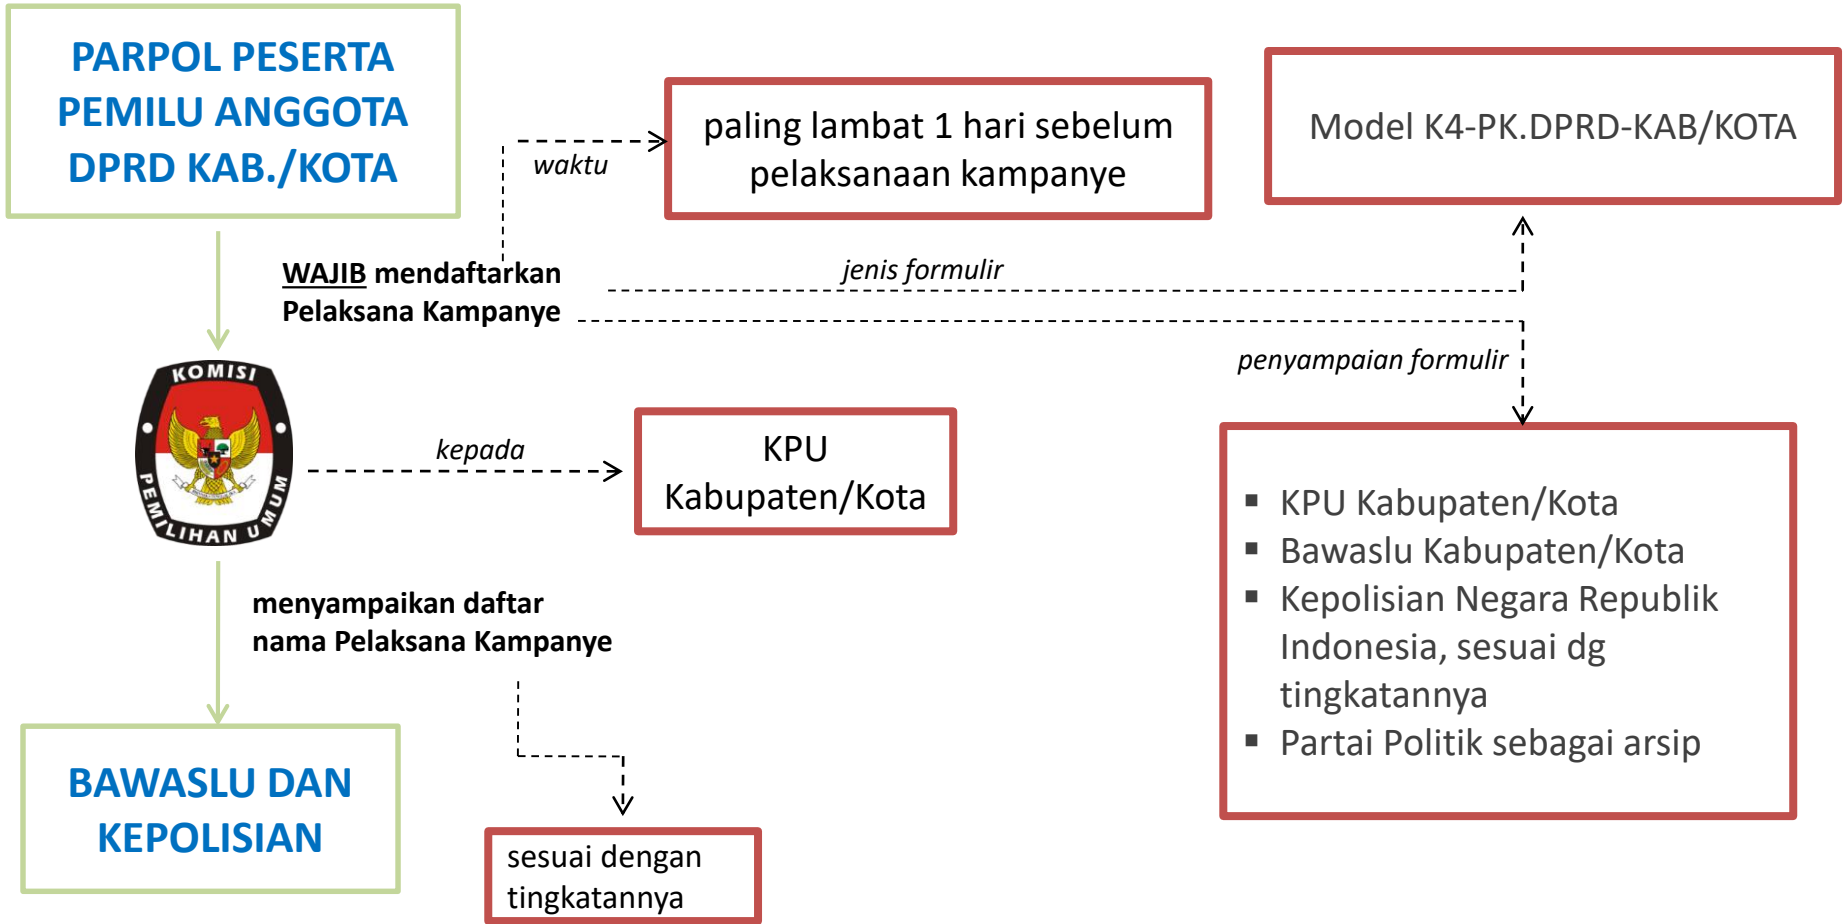 PARPOL PESERTA
PEMILU ANGGOTA
DPRD KAB./KOTA
waktu
paling lambat 1 hari sebelum
pelaksanaan kampanye
Model K4-PK.DPRD-KAB/KOTA
WAJIB mendaftarkan
Pelaksana Kampanye
jenis formulir
penyampaian formulir
KOMISI
PEMILIHAN UMUM
kepada
KPU
Kabupaten/Kota
▪ KPU Kabupaten/Kota
▪ Bawaslu Kabupaten/Kota
▪ Kepolisian Negara Republik
Indonesia, sesuai dg
tingkatannya
▪ Partai Politik sebagai arsip
menyampaikan daftar
nama Pelaksana Kampanye
BAWASLU DAN
KEPOLISIAN
sesuai dengan
tingkatannya